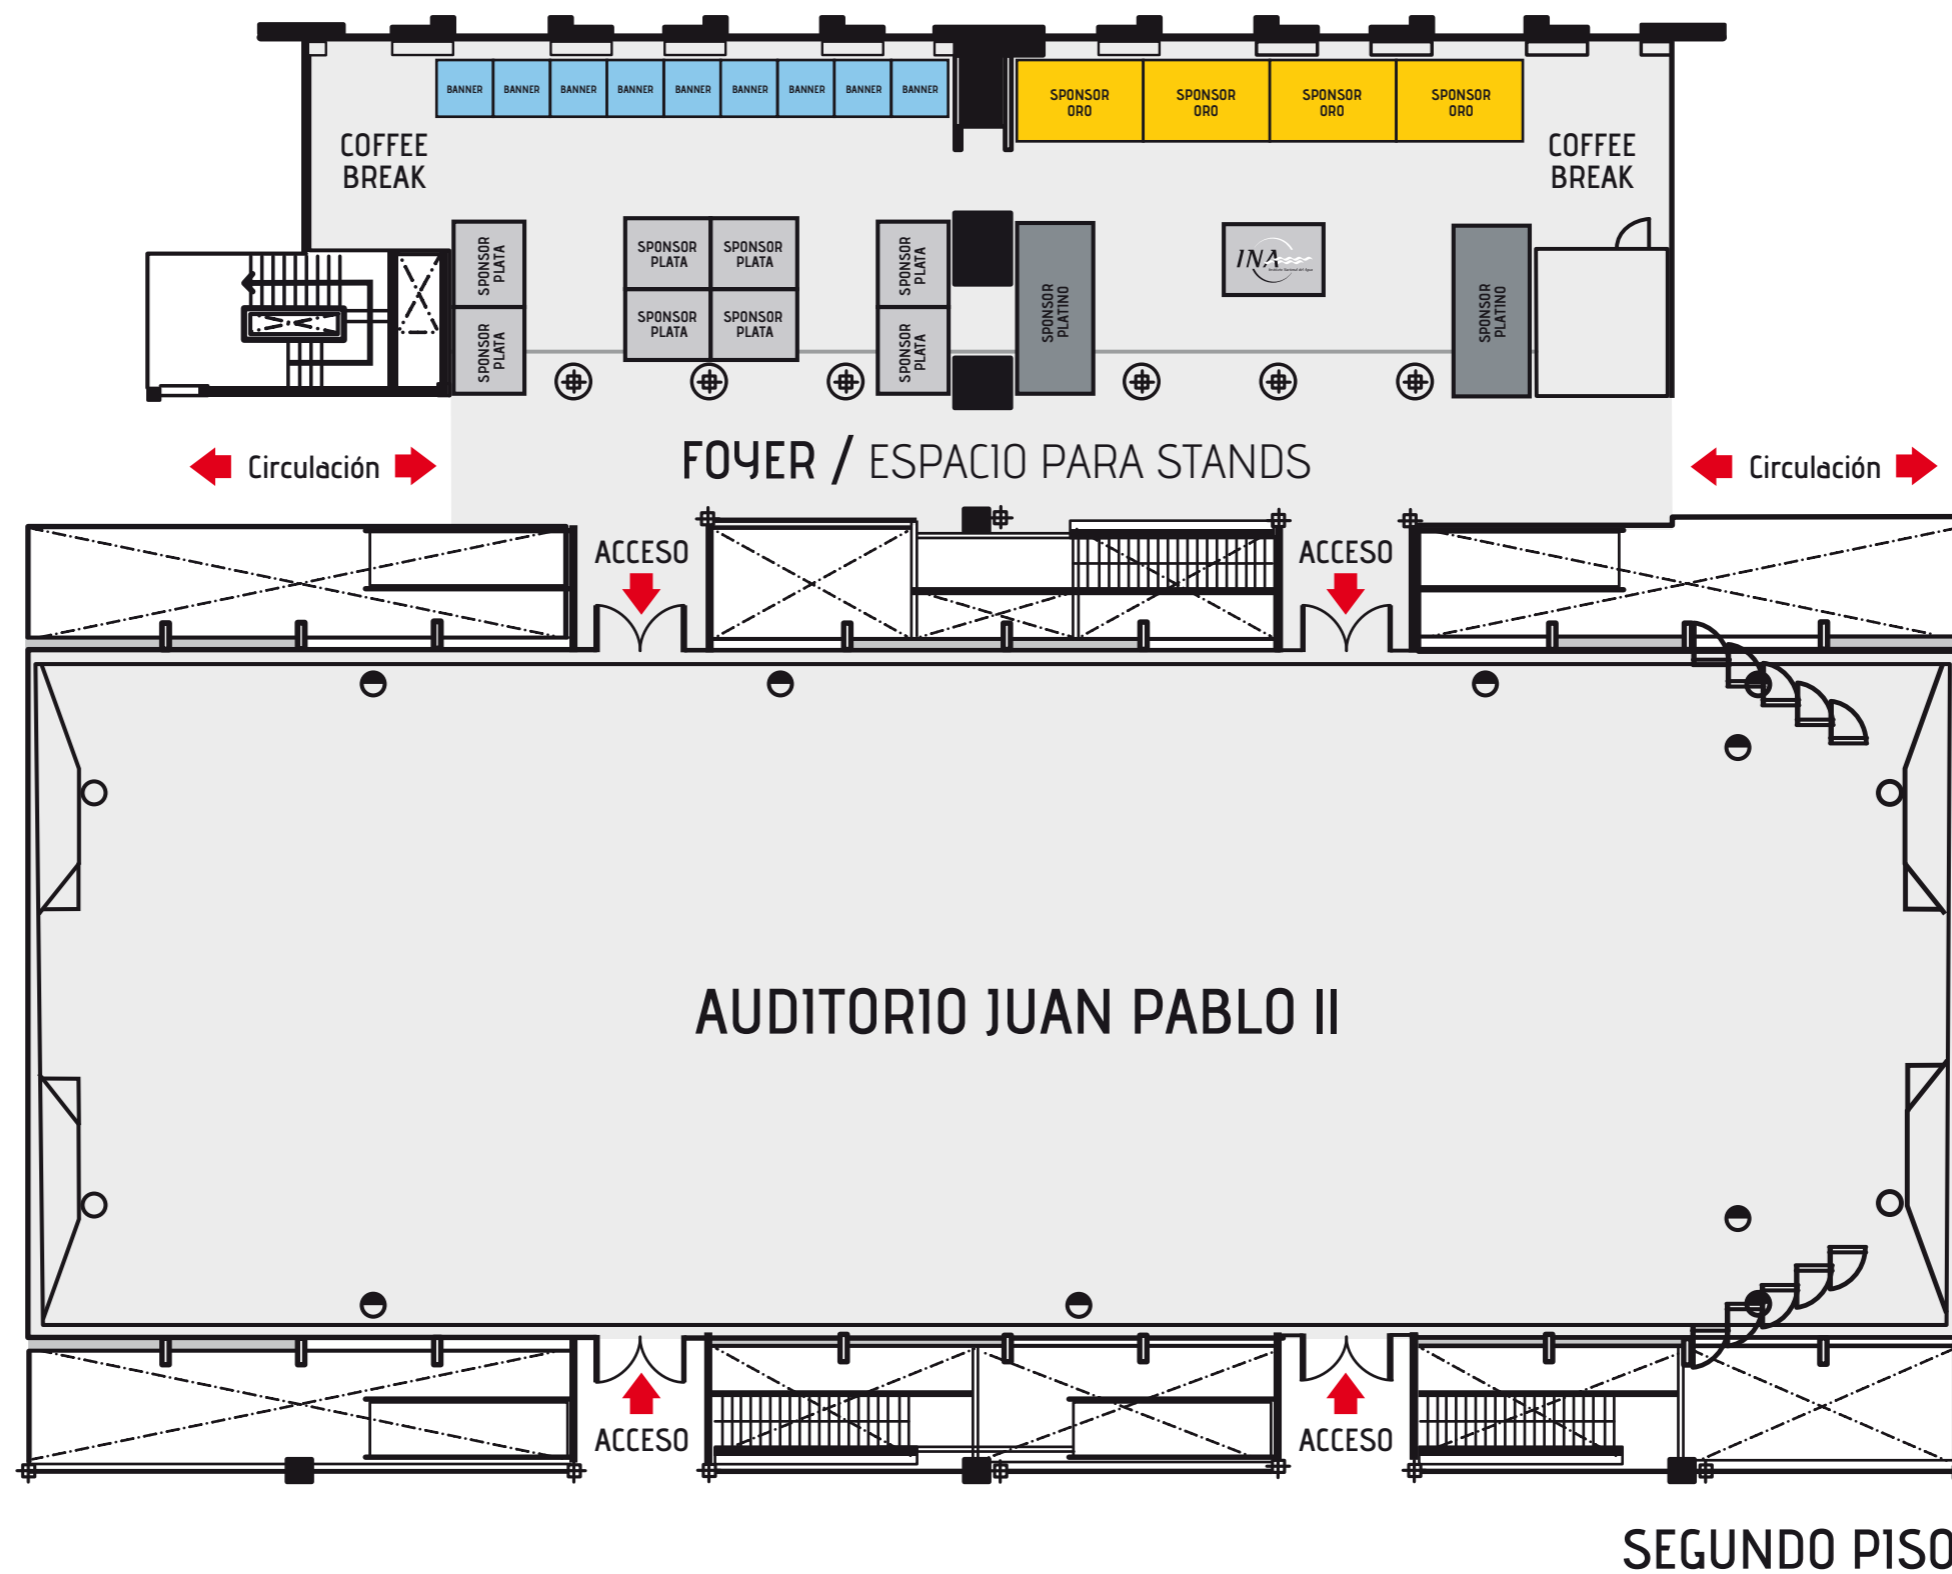 BANNER BANNER BANNER BANNER BANNER BANNER BANNER BANNER BANNER
SPONSOR ORO
SPONSOR ORO
SPONSOR ORO
SPONSOR ORO
COFFEE
BREAK
COFFEE
BREAK
SPONSOR
PLATA
SPONSOR
PLATA
SPONSOR
PLATA
SPONSOR
PLATA
SPONSOR
PLATA
SPONSOR
PLATA
SPONSOR
PLATA
SPONSOR
PLATA
SPONSOR
PLATINO
INA
SPONSOR
PLATINO
Circulación
FOYER / ESPACIO PARA STANDS
Circulación
ACCESO
ACCESO
AUDITORIO JUAN PABLO II
ACCESO
ACCESO
SEGUNDO PISO